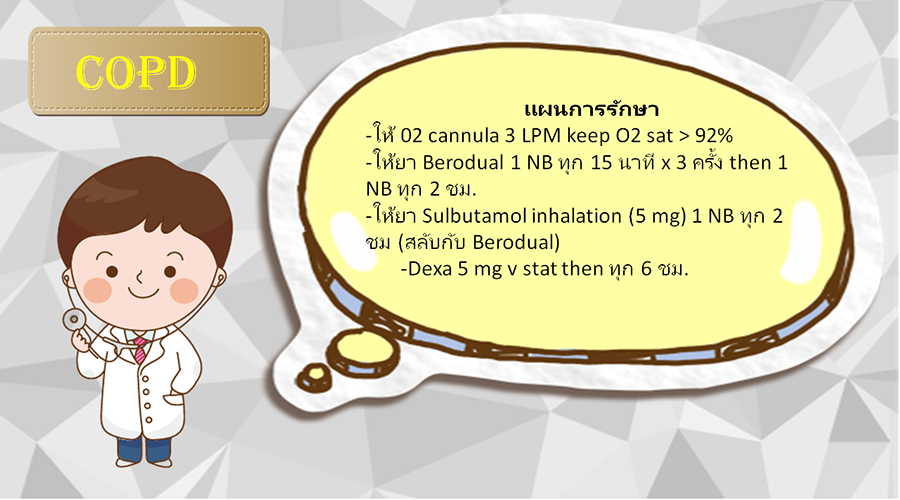 COPD
แผนการรักษา
-ให้ 02 cannula 3 LPM keep O2 sat > 92%
-ให้ยา Berodual 1 NB ทุก 15 นาที x 3 ครั้ง then 1
NB ทุก 2 ชม.
-ให้ยา Sulbutamol inhalation (5 mg) 1 NB ทุก 2
ชม (สลับกับ Berodual)
-Dexa 5 mg v stat then ทุก 6 ชม.